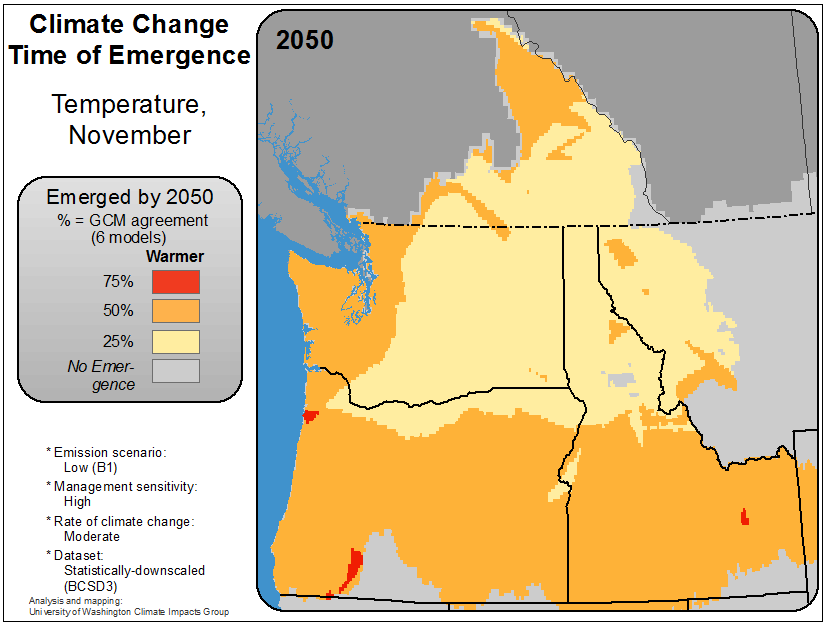 Climate Change
Time of Emergence
Temperature,
November
Emerged by 2050
% = GCM agreement
(6 models)
Warmer
75%
50%
25%
No Emer-
gence
* Emission scenario:
Low (B1)
* Management sensitivity:
High
* Rate of climate change:
Moderate
* Dataset:
Statistically-downscaled
(BCSD3)
Analysis and mapping:
University of Washington Climate Impacts Group
2050